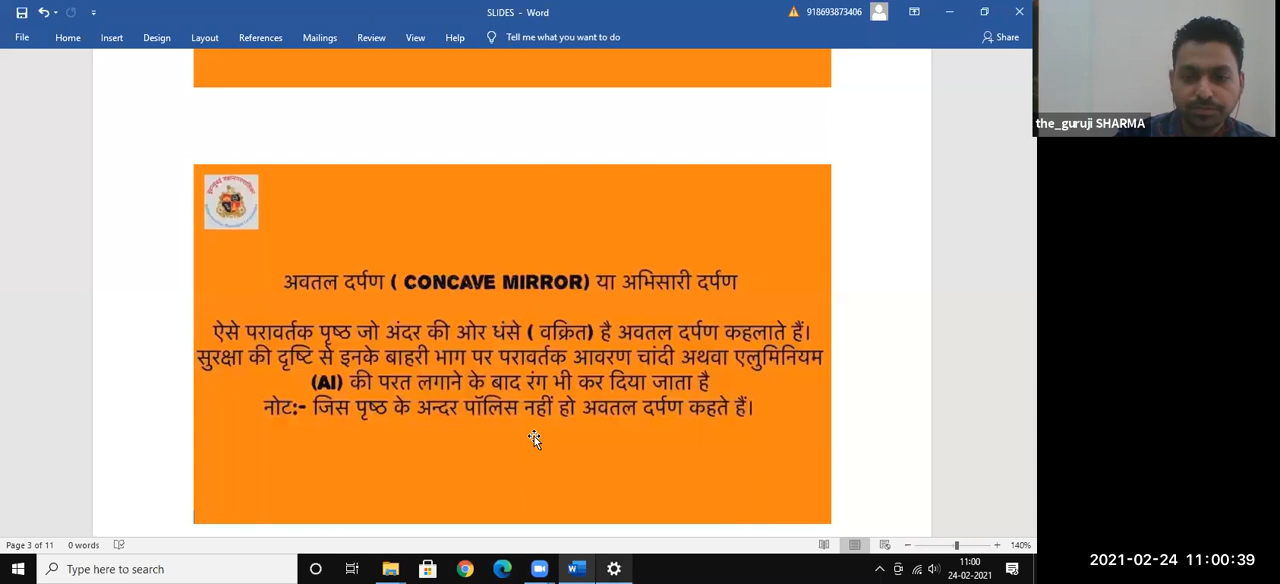 SLIDES - Word
918693873406
File Home Insert Design Layout References Mailings Review View Help Tell me what you want to do Share
the_guruji SHARMA
अवतल दर्पण ( CONCAVE MIRROR) या अभिसारी दर्पण
ऐसे परावर्तक पृष्ठ जो अंदर की ओर धंसे ( वक्रित) है अवतल दर्पण कहलाते हैं।
सुरक्षा की दृष्टि से इनके बाहरी भाग पर परावर्तक आवरण चांदी अथवा एलुमिनियम
(Al) की परत लगाने के बाद रंग भी कर दिया जाता है
नोट:- जिस पृष्ठ के अन्दर पॉलिस नहीं हो अवतल दर्पण कहते हैं।
Page 3 of 11 0 words 140%
Type here to search
11:00
24-02-2021
2021-02-24 11:00:39